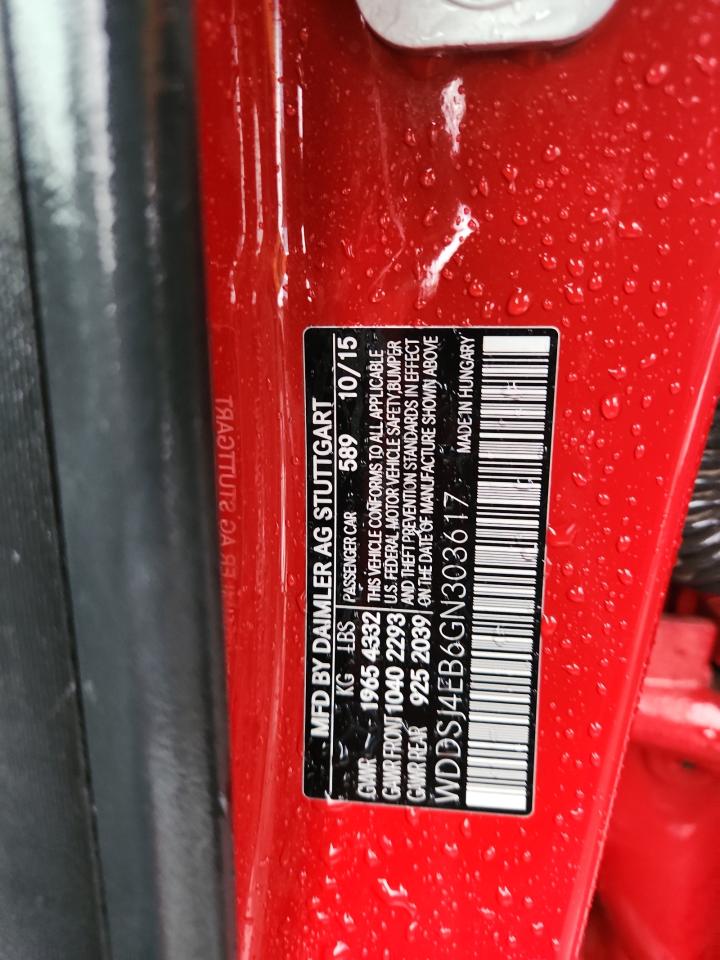 MFD BY DAIMLER AG STUTTGART
KG LBS PASSENGER CAR 589 10/15
GVWR 1965 4332 THIS VEHICLE CONFORMS TO ALL APPLICABLE
GAWR FRONT 1040 2293 U.S. FEDERAL MOTOR VEHICLE SAFETY,BUMPER
GAWR REAR 925 2039 AND THEFT PREVENTION STANDARDS IN EFFECT
ON THE DATE OF MANUFACTURE SHOWN ABOVE
WDDSJ4EB6GN303617 MADE IN HUNGARY